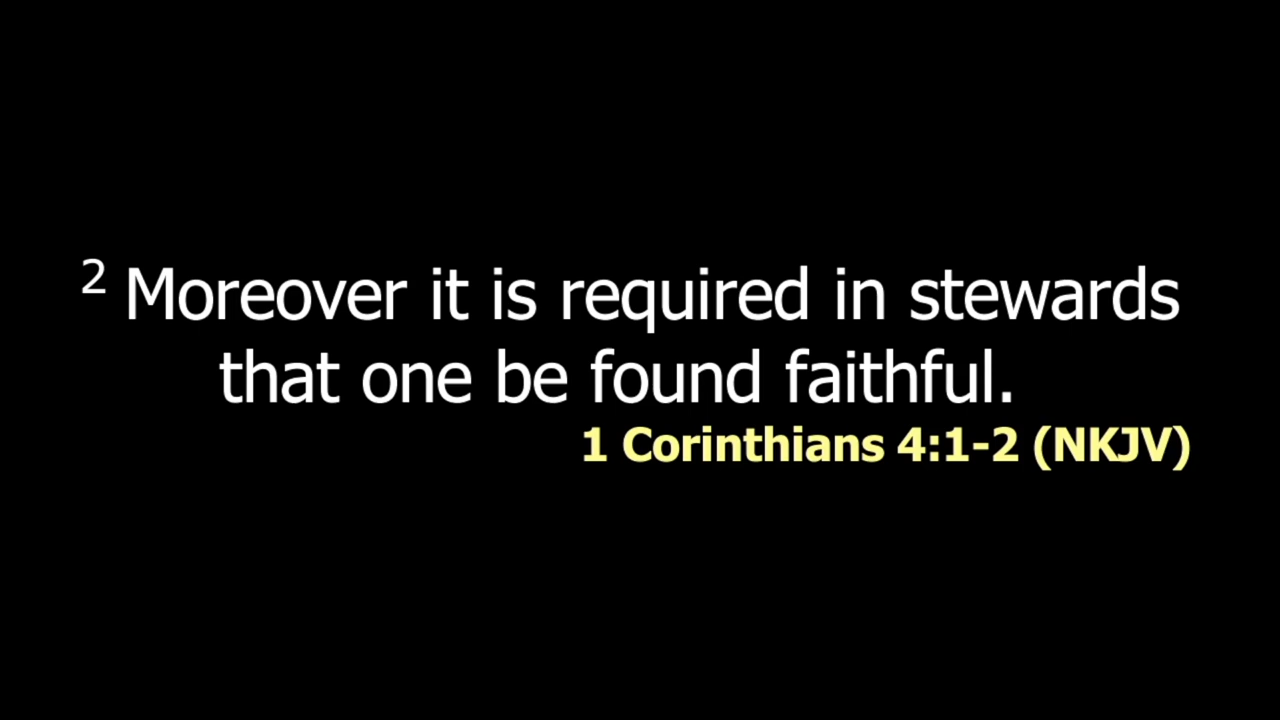 2 Moreover it is required in stewards
that one be found faithful.
1 Corinthians 4:1-2 (NKJV)